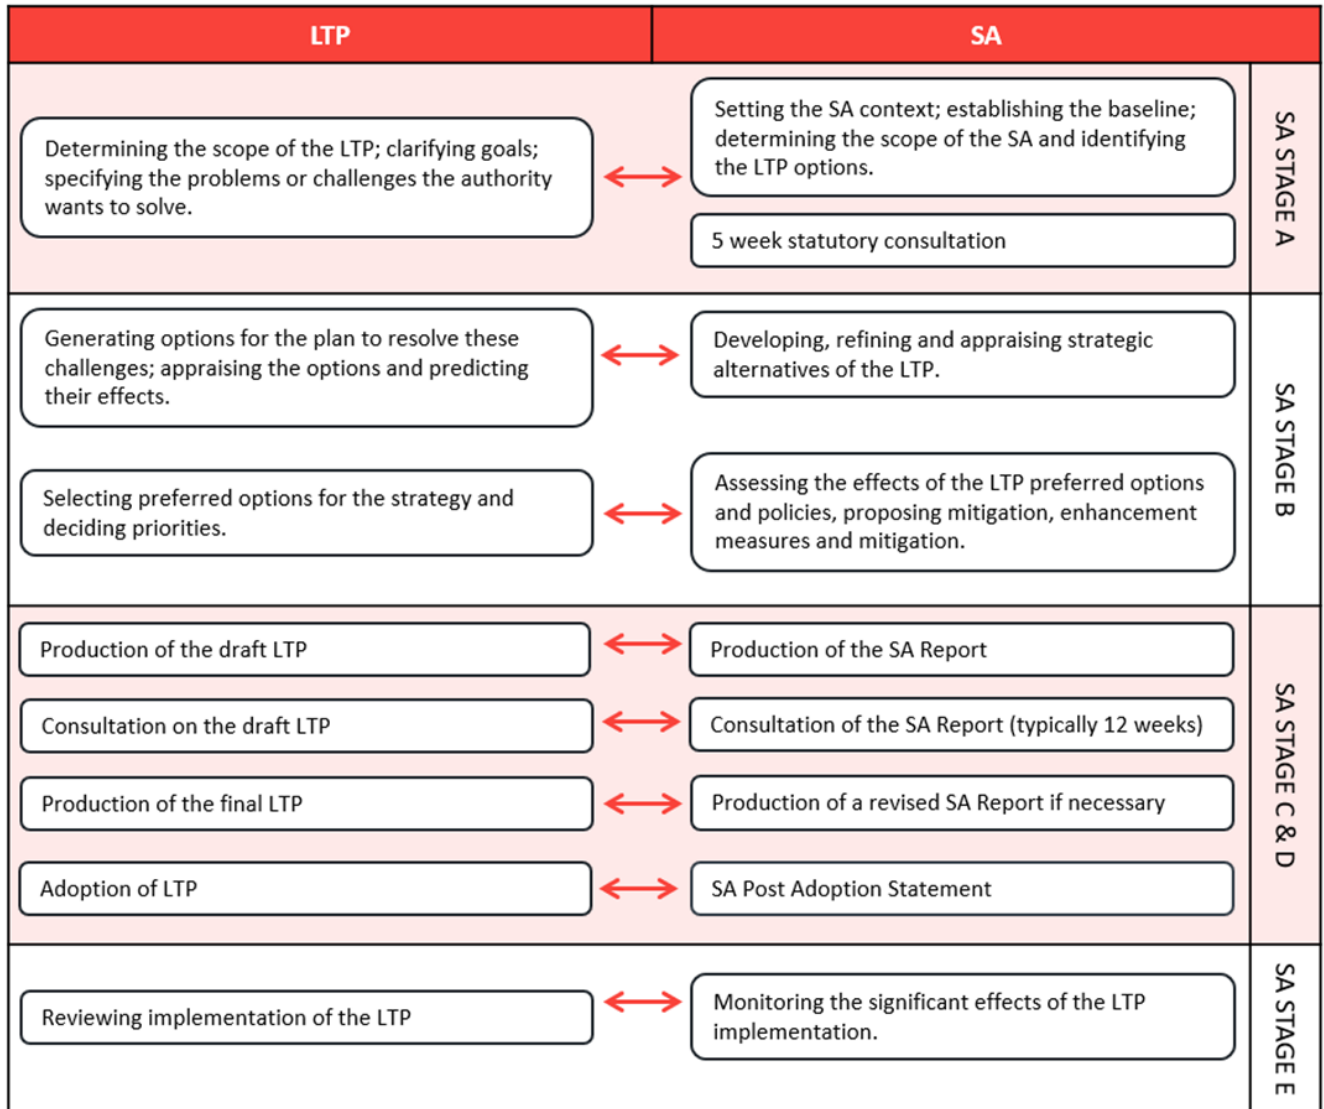 LTP
SA
Determining the scope of the LTP; clarifying goals;
specifying the problems or challenges the authority
wants to solve.
Setting the SA context; establishing the baseline;
determining the scope of the SA and identifying
the LTP options.
5 week statutory consultation
SA STAGE A
Generating options for the plan to resolve these
challenges; appraising the options and predicting
their effects.
Developing, refining and appraising strategic
alternatives of the LTP.
Selecting preferred options for the strategy and
deciding priorities.
Assessing the effects of the LTP preferred options
and policies, proposing mitigation, enhancement
measures and mitigation.
SA STAGE B
Production of the draft LTP
Production of the SA Report
Consultation on the draft LTP
Consultation of the SA Report (typically 12 weeks)
Production of the final LTP
Production of a revised SA Report if necessary
Adoption of LTP
SA Post Adoption Statement
SA STAGE C & D
Reviewing implementation of the LTP
Monitoring the significant effects of the LTP
implementation.
SA STAGE E